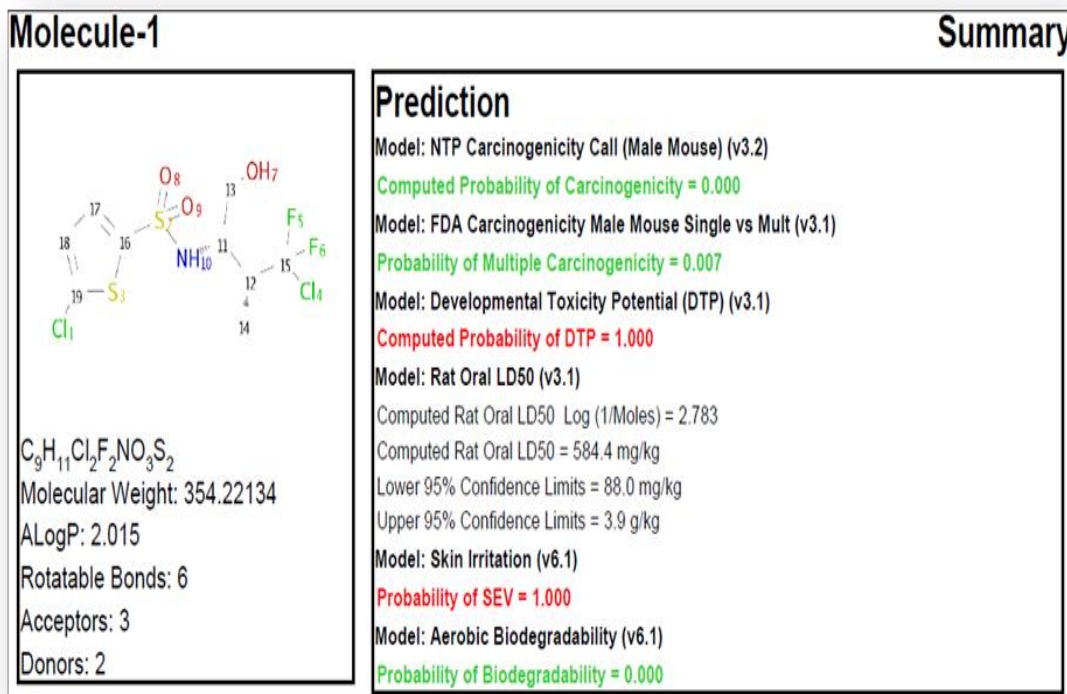 Molecule-1
Summary
O8
OH7
13
17
S2
O9
F5
18
16
11
F6
NH10
15
12
Cl4
19
S3
14
Cl1
C9H11Cl2F2NO3S2
Molecular Weight: 354.22134
ALogP: 2.015
Rotatable Bonds: 6
Acceptors: 3
Donors: 2
Prediction
Model: NTP Carcinogenicity Call (Male Mouse) (v3.2)
Computed Probability of Carcinogenicity = 0.000
Model: FDA Carcinogenicity Male Mouse Single vs Mult (v3.1)
Probability of Multiple Carcinogenicity = 0.007
Model: Developmental Toxicity Potential (DTP) (v3.1)
Computed Probability of DTP = 1.000
Model: Rat Oral LD50 (v3.1)
Computed Rat Oral LD50 Log (1/Moles) = 2.783
Computed Rat Oral LD50 = 584.4 mg/kg
Lower 95% Confidence Limits = 88.0 mg/kg
Upper 95% Confidence Limits = 3.9 g/kg
Model: Skin Irritation (v6.1)
Probability of SEV = 1.000
Model: Aerobic Biodegradability (v6.1)
Probability of Biodegradability = 0.000